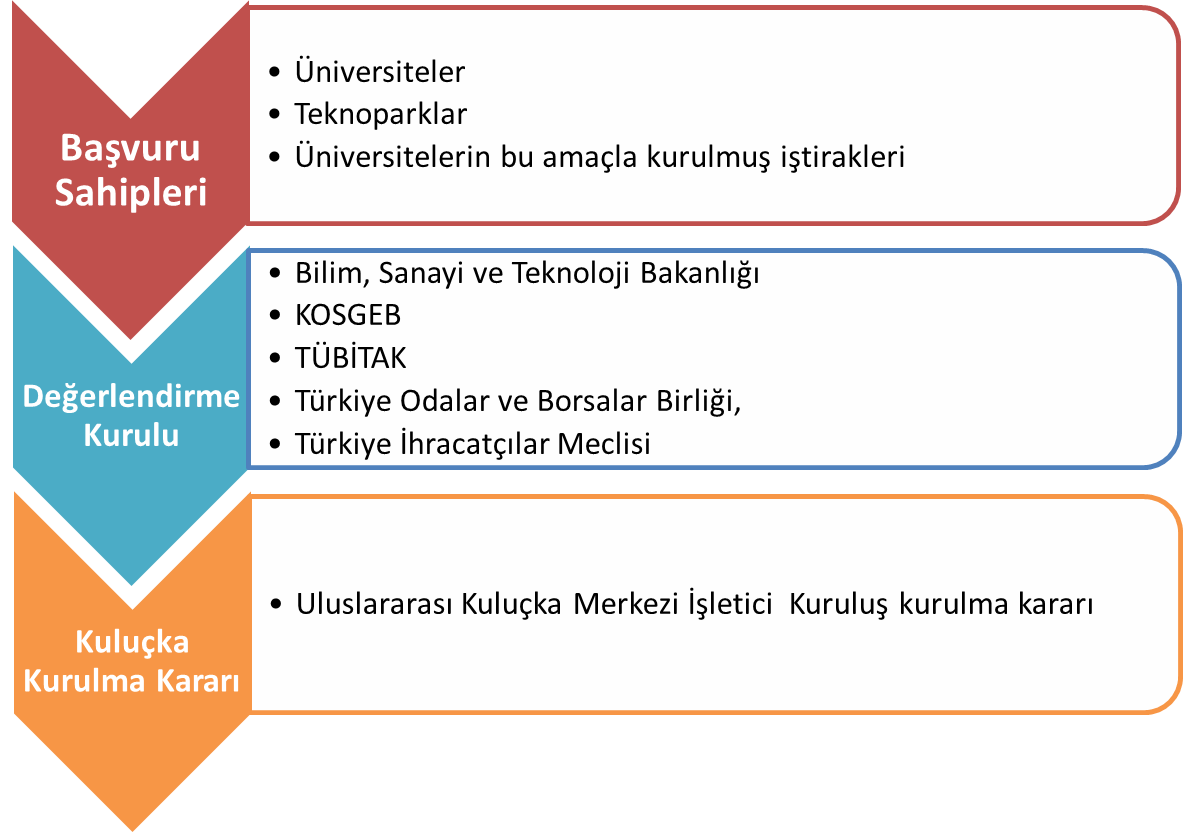 Başvuru
Sahipleri
• Üniversiteler
• Teknoparklar
• Üniversitelerin bu amaçla kurulmuş iştirakleri
Değerlendirme
Kurulu
• Bilim, Sanayi ve Teknoloji Bakanlığı
• KOSGEB
• TÜBİTAK
• Türkiye Odalar ve Borsalar Birliği,
• Türkiye İhracatçılar Meclisi
Kuluçka
Kurulma Kararı
• Uluslararası Kuluçka Merkezi İşletici  Kuruluş kurulma kararı